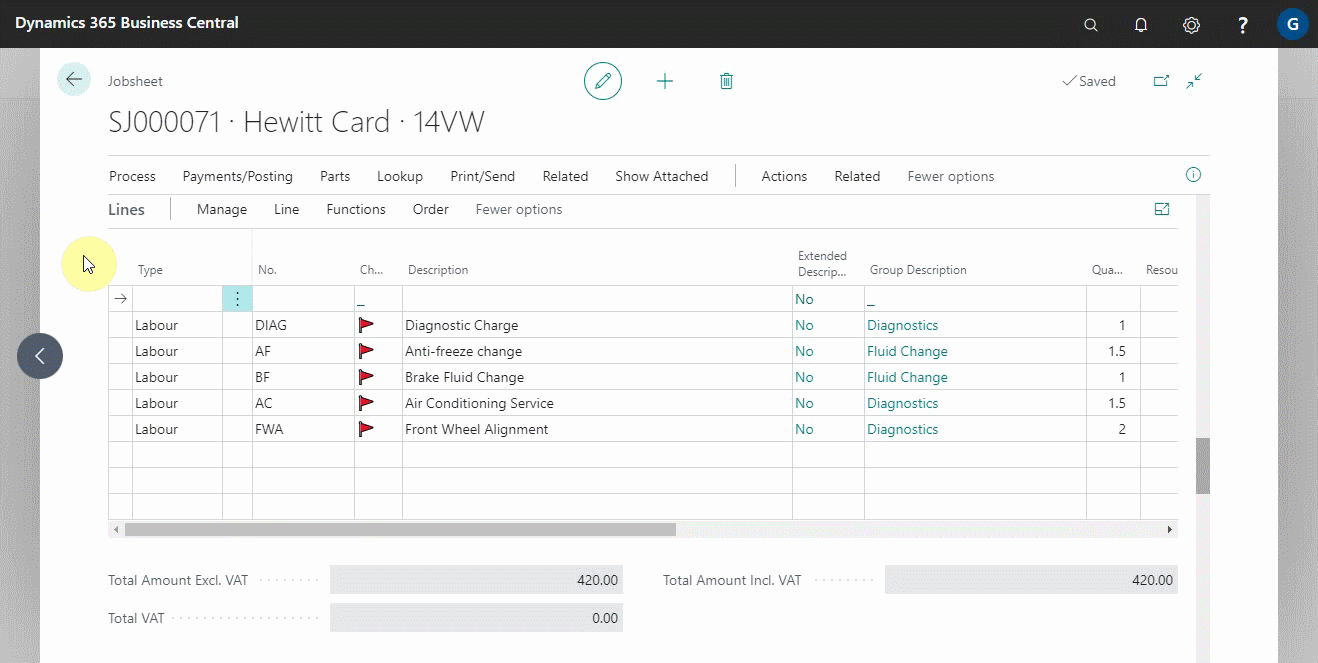 Dynamics 365 Business Central
? G
Jobsheet
Saved
SJ000071 · Hewitt Card · 14VW
Process Payments/Posting Parts Lookup Print/Send Related Show Attached Actions Related Fewer options
Lines Manage Line Functions Order Fewer options
Type No. Ch... Description Extended Descrip... Group Description Qua... Resou
_ No _
Labour DIAG Diagnostic Charge No Diagnostics 1
Labour AF Anti-freeze change No Fluid Change 1.5
Labour BF Brake Fluid Change No Fluid Change 1
Labour AC Air Conditioning Service No Diagnostics 1.5
Labour FWA Front Wheel Alignment No Diagnostics 2
Total Amount Excl. VAT 420.00 Total Amount Incl. VAT 420.00
Total VAT 0.00